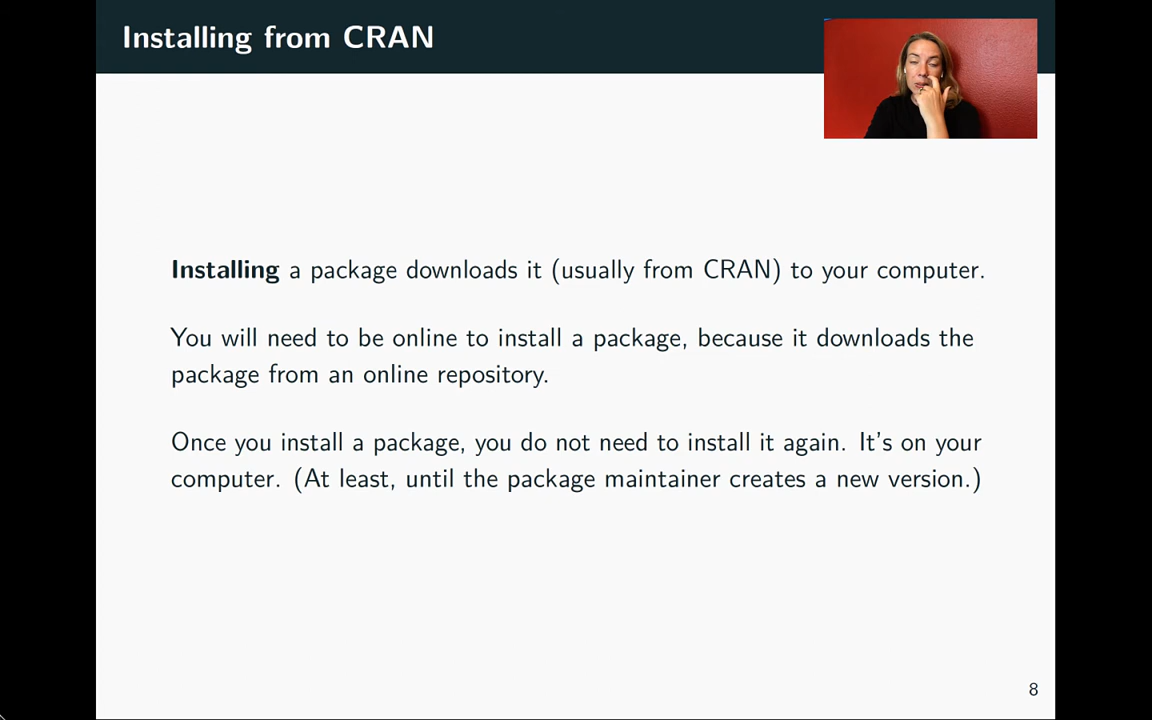 Installing from CRAN
Installing a package downloads it (usually from CRAN) to your computer.
You will need to be online to install a package, because it downloads the
package from an online repository.
Once you install a package, you do not need to install it again. It's on your
computer. (At least, until the package maintainer creates a new version.)
8